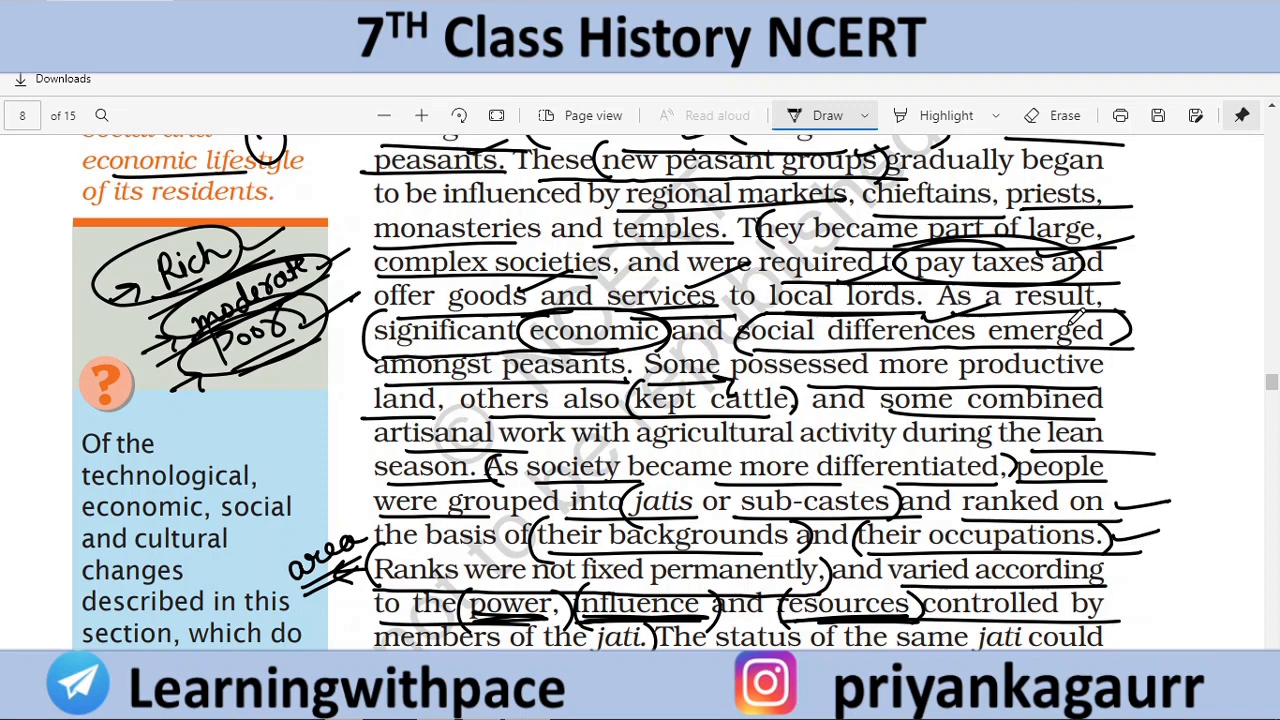 7TH Class History NCERT
Downloads
8 of 15
Page view
Read aloud
Draw
Highlight
Erase
economic lifestyle
of its residents.
Rich
moderate
poor
?
Of the
technological,
economic, social
and cultural
changes
described in this
section, which do
peasants. These new peasant groups gradually began
to be influenced by regional markets, chieftains, priests,
monasteries and temples. They became part of large,
complex societies, and were required to pay taxes and
offer goods and services to local lords. As a result,
significant economic and social differences emerged
amongst peasants. Some possessed more productive
land, others also kept cattle, and some combined
artisanal work with agricultural activity during the lean
season. As society became more differentiated, people
were grouped into jatis or sub-castes and ranked on
the basis of their backgrounds and their occupations.
area
Ranks were not fixed permanently, and varied according
to the power, influence and resources controlled by
members of the jati. The status of the same jati could
© NCERT
not to be republished
Learningwithpace
priyankagaurr